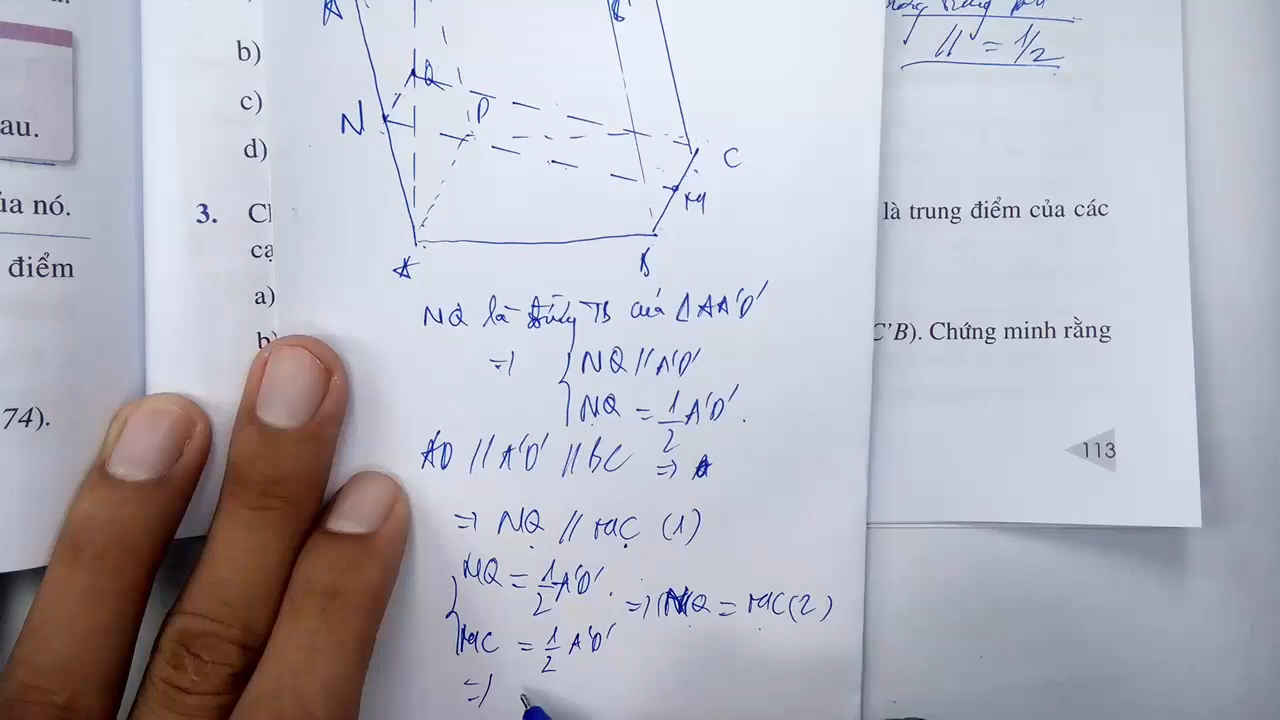 au.
ủa nó.
điểm
74).
b)
c)
d)
3. Cl
cạ
a)
b
A'
B'
Q
N
D
C
M
A
B
// = 1/2
NQ là đường TB của Δ AA'D'
=> { NQ // A'D'
NQ = 1/2 A'D'.
AD // A'D' // BC =>
=> NQ // MC (1)
{ NQ = 1/2 A'D'. => NQ = MC (2)
MC = 1/2 A'D'
=>
là trung điểm của các
C'B). Chứng minh rằng
113